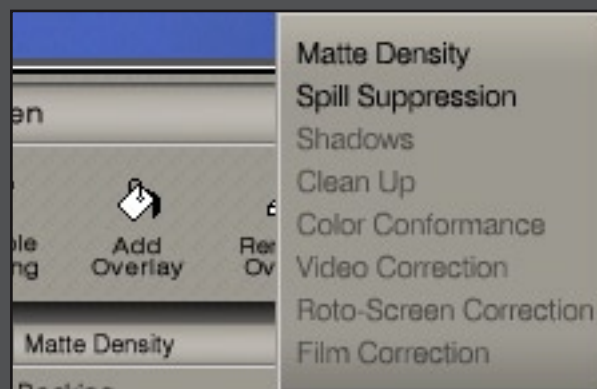 en
Add
Overlay
Matte Density
Matte Density
Spill Suppression
Shadows
Clean Up
Color Conformance
Video Correction
Roto-Screen Correction
Film Correction